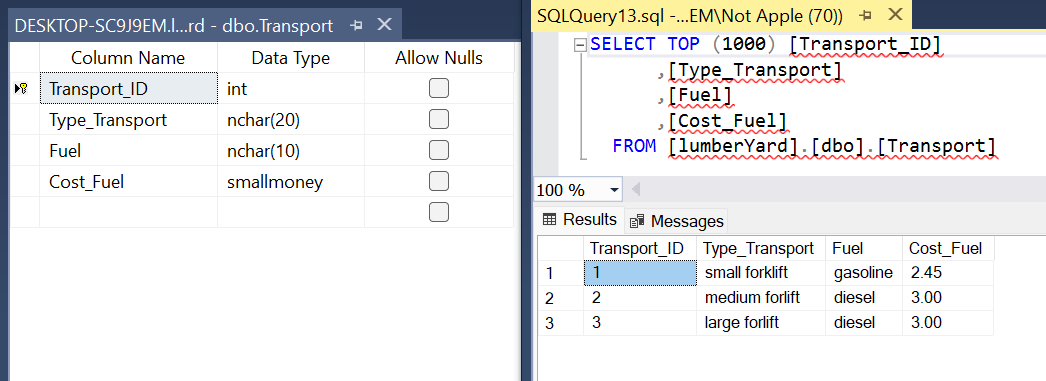 DESKTOP-SC9J9EM.l...rd - dbo.Transport
Column Name Data Type Allow Nulls
Transport_ID int
Type_Transport nchar(20)
Fuel nchar(10)
Cost_Fuel smallmoney
SQLQuery13.sql -...EM\Not Apple (70))
SELECT TOP (1000) [Transport_ID]
,[Type_Transport]
,[Fuel]
,[Cost_Fuel]
FROM [lumberYard].[dbo].[Transport]
100 %
Results Messages
Transport_ID Type_Transport Fuel Cost_Fuel
1 1 small forklift gasoline 2.45
2 2 medium forlift diesel 3.00
3 3 large forlift diesel 3.00